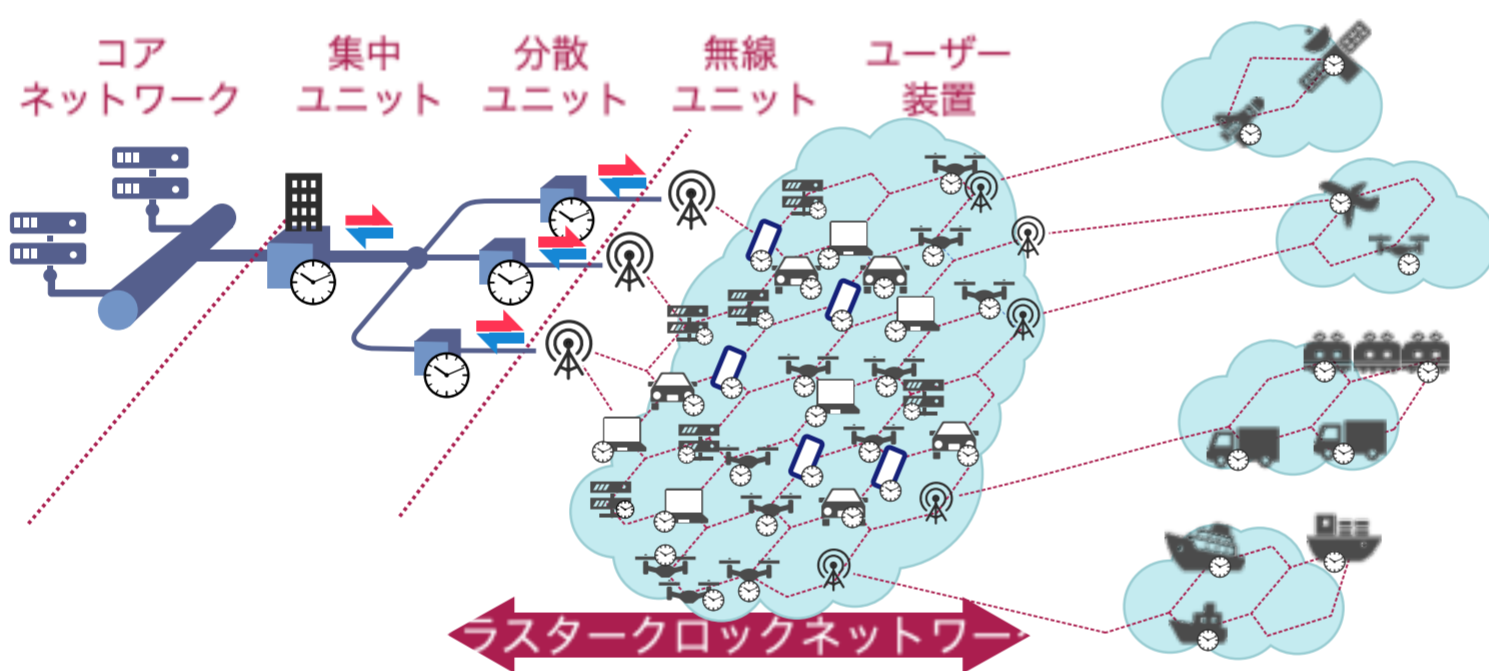 コア
ネットワーク
集中
ユニット
分散
ユニット
無線
ユニット
ユーザー
装置
ラスタークロックネットワー